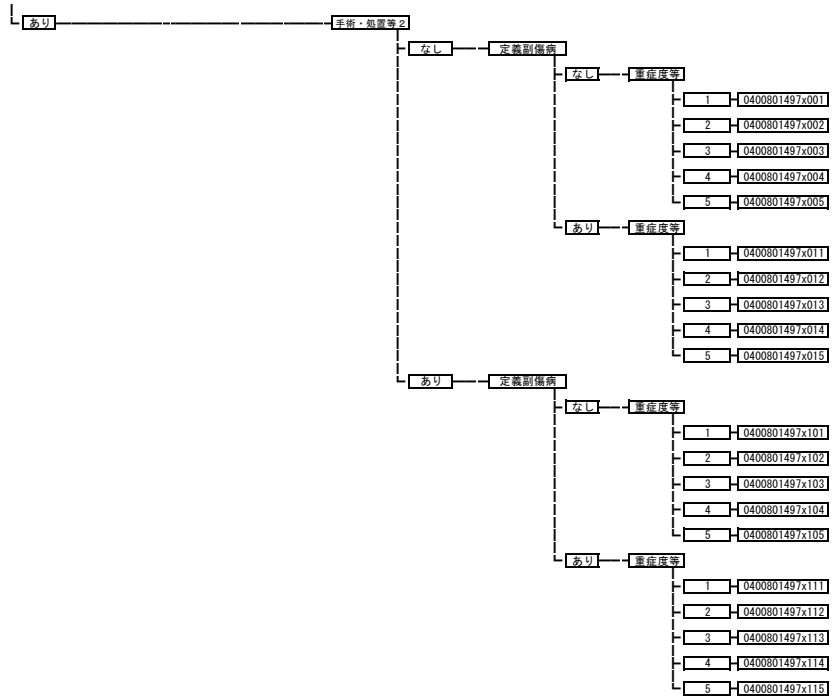 あり 手術・処置等２
なし 定義副傷病
なし 重症度等
1 0400801497x001
2 0400801497x002
3 0400801497x003
4 0400801497x004
5 0400801497x005
あり 重症度等
1 0400801497x011
2 0400801497x012
3 0400801497x013
4 0400801497x014
5 0400801497x015
あり 定義副傷病
なし 重症度等
1 0400801497x101
2 0400801497x102
3 0400801497x103
4 0400801497x104
5 0400801497x105
あり 重症度等
1 0400801497x111
2 0400801497x112
3 0400801497x113
4 0400801497x114
5 0400801497x115